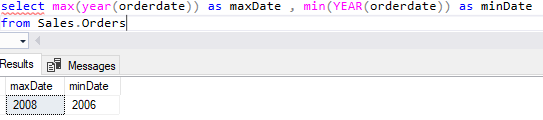 select max(year(orderdate)) as maxDate , min(YEAR(orderdate)) as minDate
from Sales.Orders
Results Messages
maxDate minDate
2008 2006